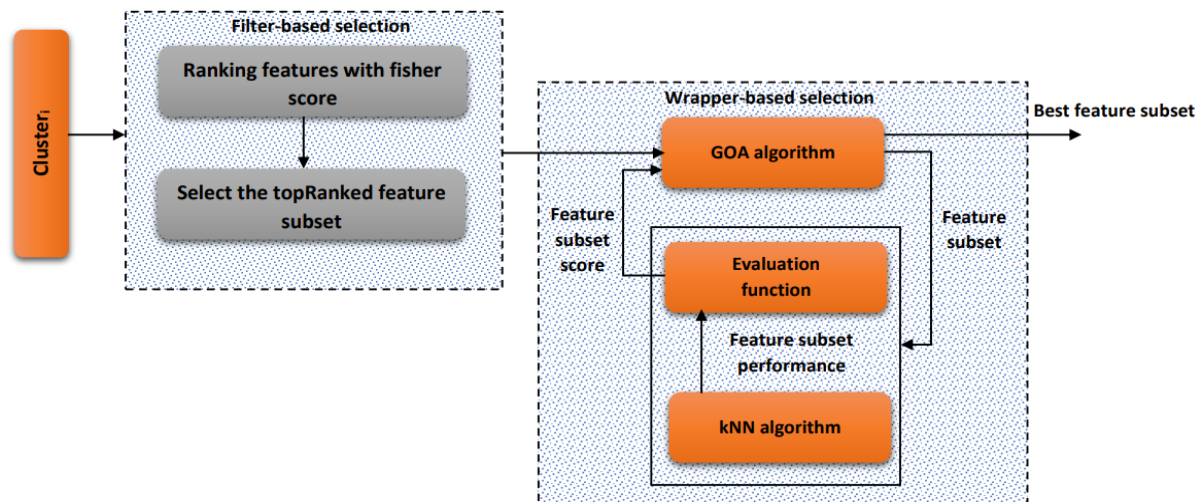 Clusterᵢ
Filter-based selection
Ranking features with fisher
score
Select the topRanked feature
subset
Wrapper-based selection
GOA algorithm
Best feature subset
Feature
subset
score
Feature
subset
Evaluation
function
Feature subset
performance
kNN algorithm